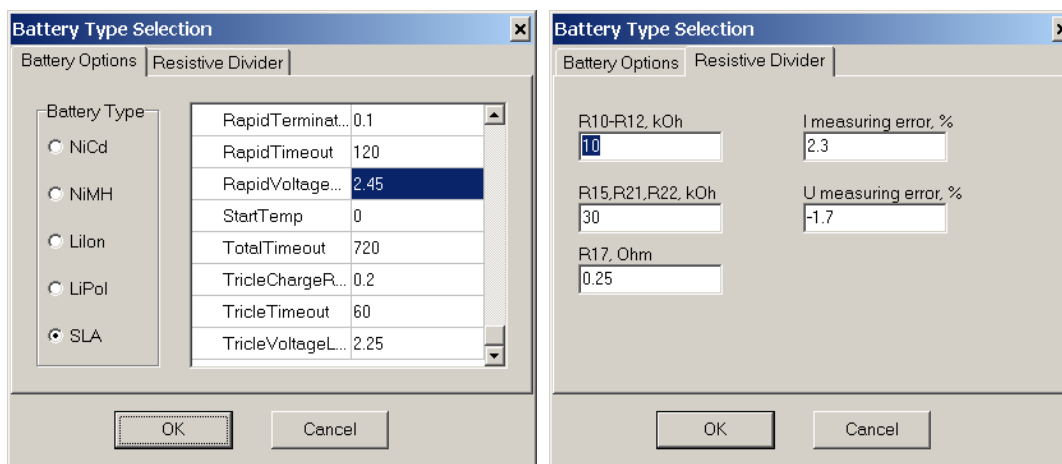 Battery Type Selection
Battery Options
Resistive Divider
Battery Type
NiCd
NiMH
LiIon
LiPol
SLA
RapidTerminat... 0.1
RapidTimeout 120
RapidVoltage... 2.45
StartTemp 0
TotalTimeout 720
TricleChargeR... 0.2
TricleTimeout 60
TricleVoltageL... 2.25
OK
Cancel
Battery Type Selection
Battery Options
Resistive Divider
R10-R12, kOh
10
I measuring error, %
2.3
R15,R21,R22, kOh
30
U measuring error, %
-1.7
R17, Ohm
0.25
OK
Cancel